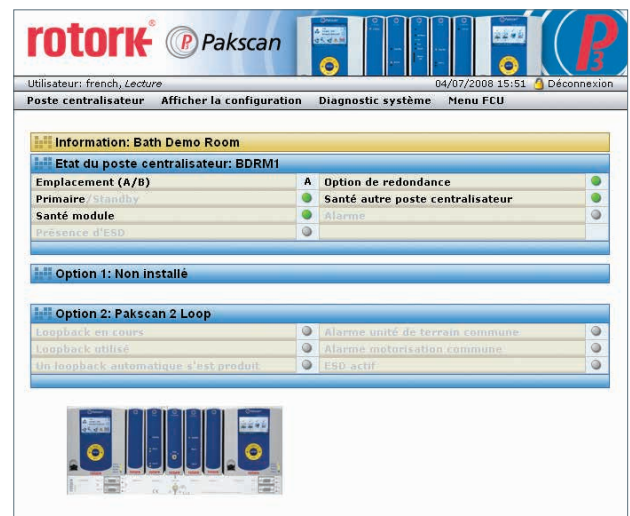 rotork Pakscan P3
Utilisateur: french, Lecture 04/07/2008 15:51 Déconnexion
Poste centralisateur Afficher la configuration Diagnostic système Menu FCU
Information: Bath Demo Room
Etat du poste centralisateur: BDRM1
Emplacement (A/B) A Option de redondance
Primaire/Standby Santé autre poste centralisateur
Santé module Alarme
Présence d'ESD
Option 1: Non installé
Option 2: Pakscan 2 Loop
Loopback en cours Alarme unité de terrain commune
Loopback utilisé Alarme motorisation commune
Un loopback automatique s'est produit ESD actif